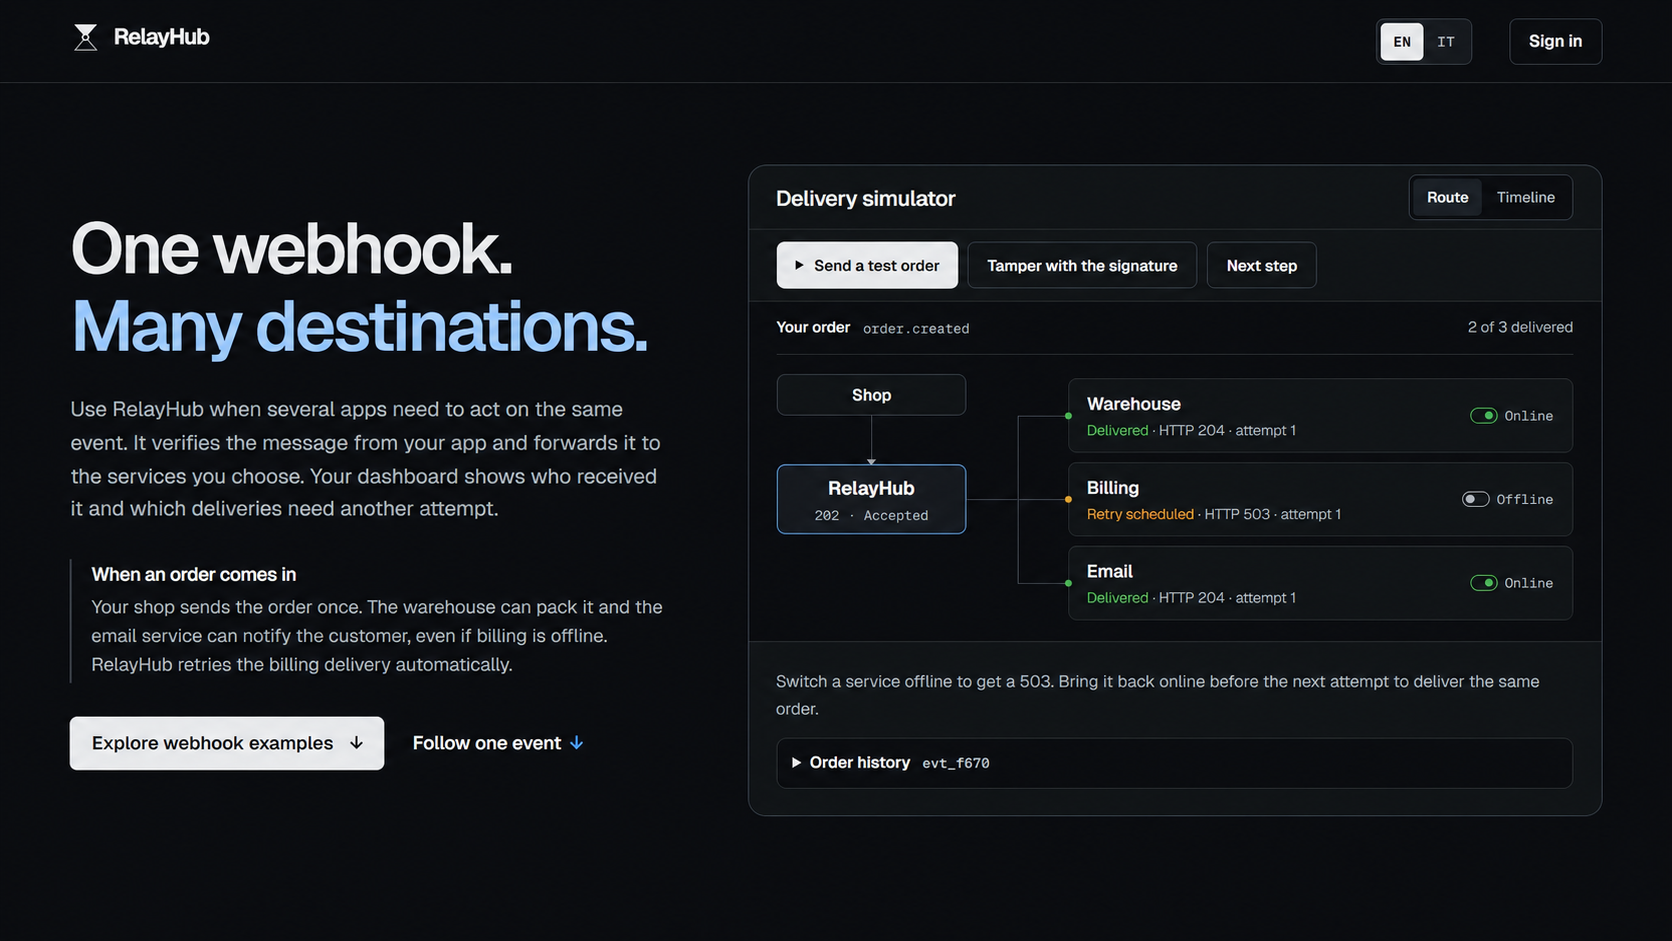 RelayHub
EN IT
Sign in
One webhook.
Many destinations.
Use RelayHub when several apps need to act on the same
event. It verifies the message from your app and forwards it to
the services you choose. Your dashboard shows who received
it and which deliveries need another attempt.
When an order comes in
Your shop sends the order once. The warehouse can pack it and the
email service can notify the customer, even if billing is offline.
RelayHub retries the billing delivery automatically.
Explore webhook examples ↓
Follow one event ↓
Delivery simulator
Route Timeline
Send a test order
Tamper with the signature
Next step
Your order order.created
2 of 3 delivered
Shop
RelayHub
202 · Accepted
Warehouse
Delivered · HTTP 204 · attempt 1
Online
Billing
Retry scheduled · HTTP 503 · attempt 1
Offline
Email
Delivered · HTTP 204 · attempt 1
Online
Switch a service offline to get a 503. Bring it back online before the next attempt to deliver the same
order.
Order history evt_f670